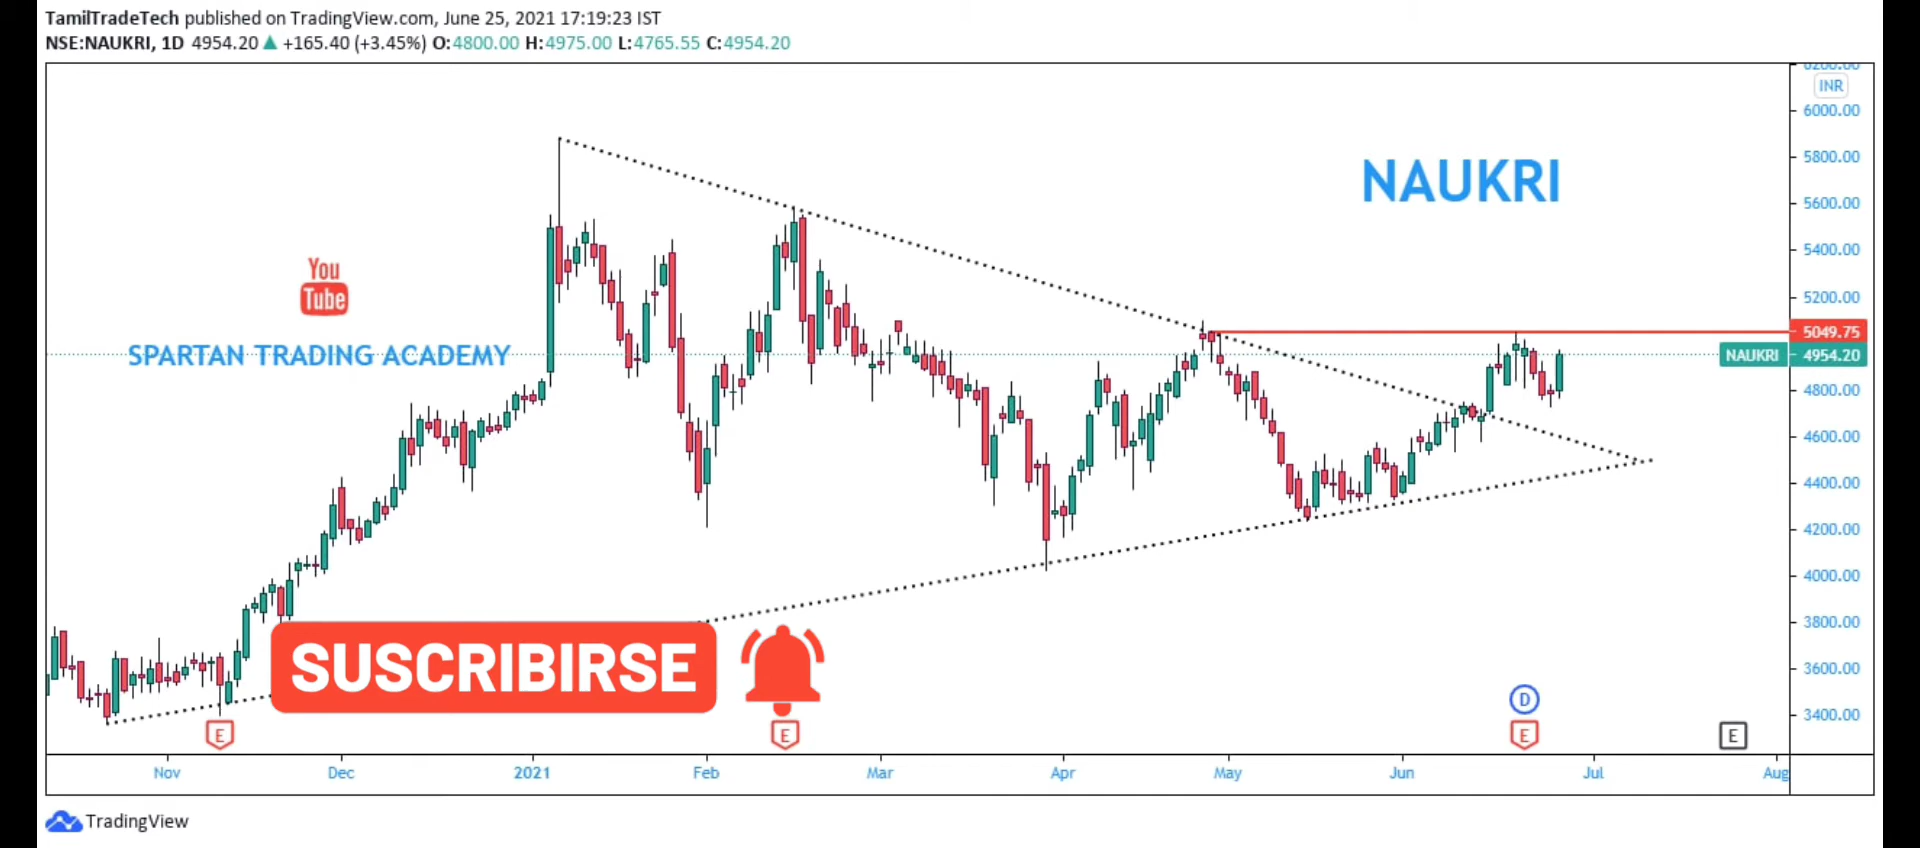 TamilTradeTech published on TradingView.com, June 25, 2021 17:19:23 IST
NSE:NAUKRI, 1D 4954.20 ▲ +165.40 (+3.45%) O:4800.00 H:4975.00 L:4765.55 C:4954.20
6200.00
INR
6000.00
NAUKRI
5800.00
5600.00
5400.00
You
Tube
5200.00
5049.75
SPARTAN TRADING ACADEMY
NAUKRI 4954.20
4800.00
4600.00
4400.00
4200.00
4000.00
3800.00
SUSCRIBIRSE
3600.00
D
3400.00
E E E E
Nov Dec 2021 Feb Mar Apr May Jun Jul Aug
TradingView